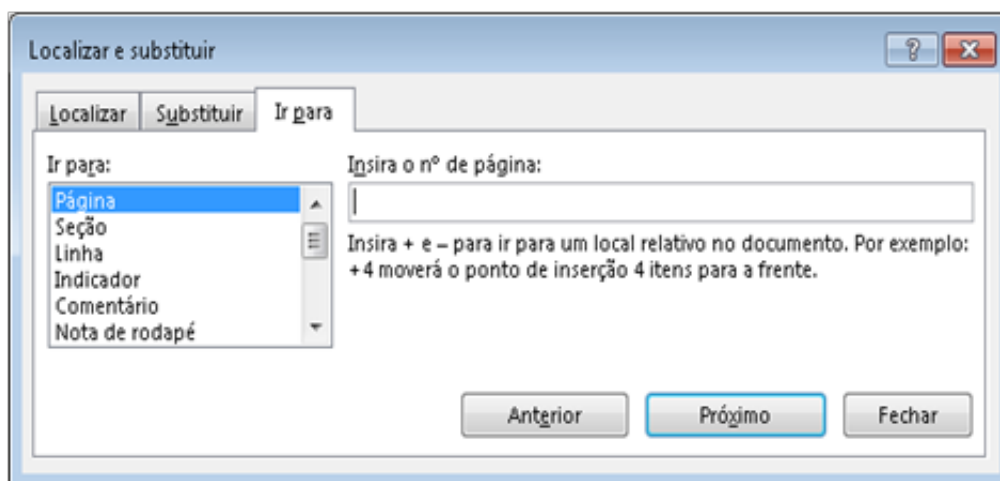 Localizar e substituir
Localizar Substituir Ir para
Ir para:
Página
Seção
Linha
Indicador
Comentário
Nota de rodapé
Insira o nº de página:
Insira + e – para ir para um local relativo no documento. Por exemplo:
+4 moverá o ponto de inserção 4 itens para a frente.
Anterior Próximo Fechar